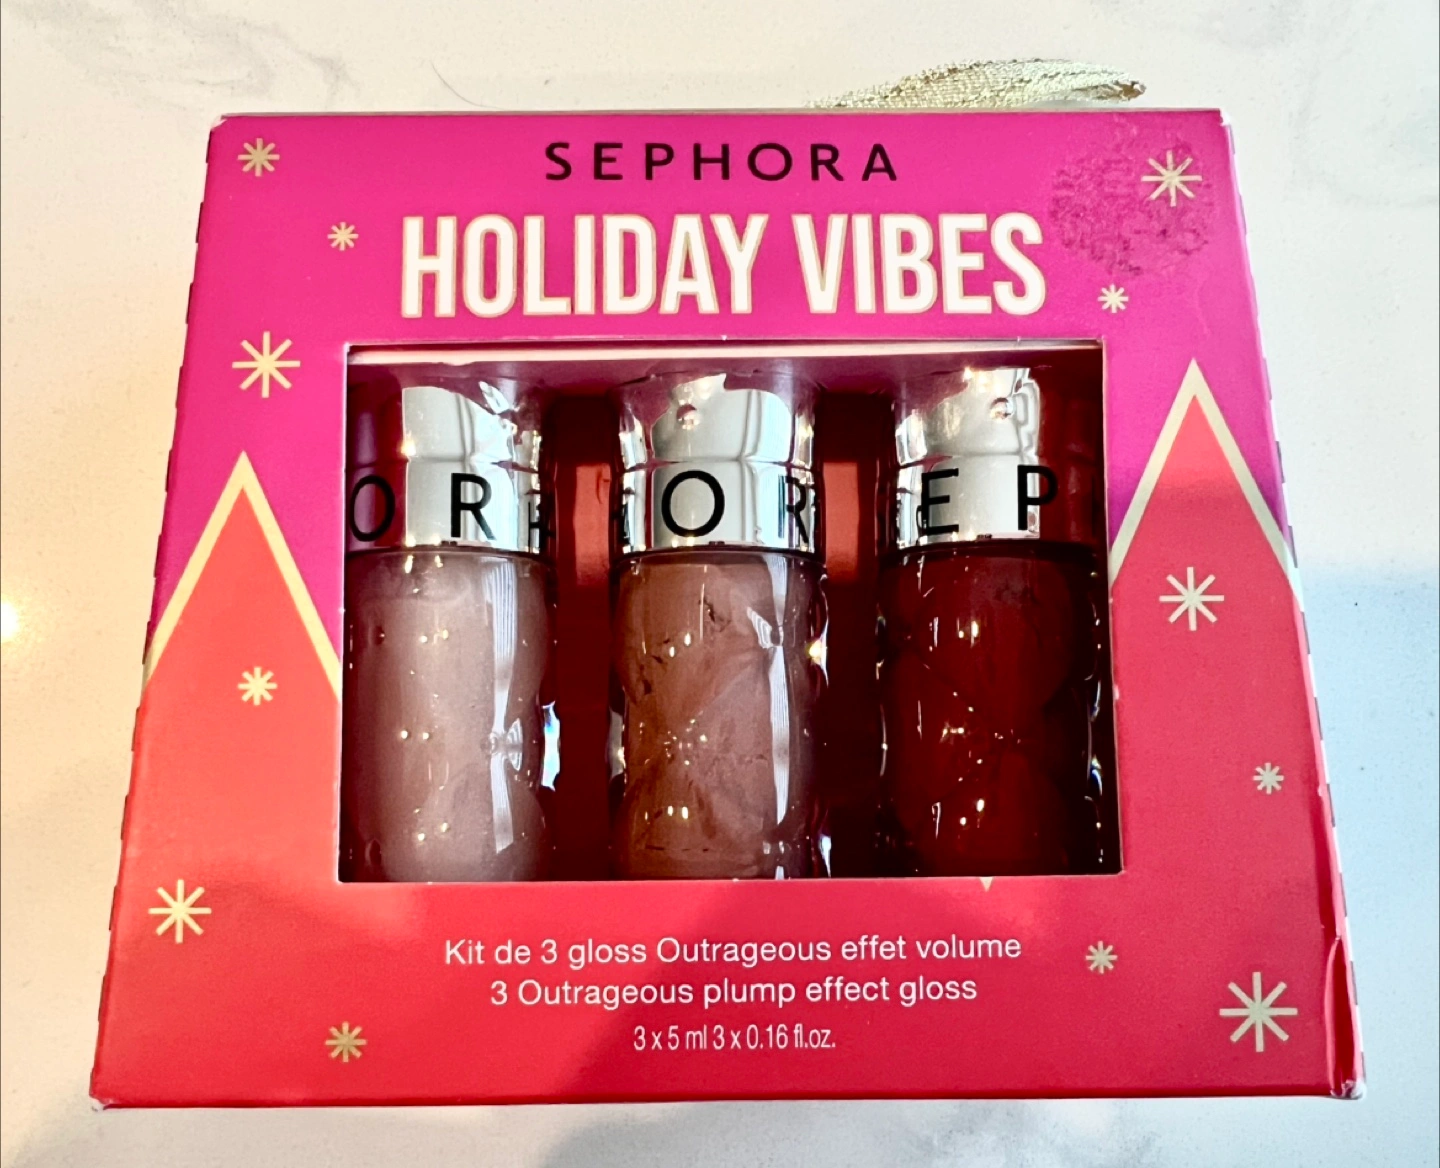 SEPHORA
HOLIDAY VIBES
O R
O R
E P
Kit de 3 gloss Outrageous effet volume
3 Outrageous plump effect gloss
3 x 5 ml 3 x 0.16 fl.oz.